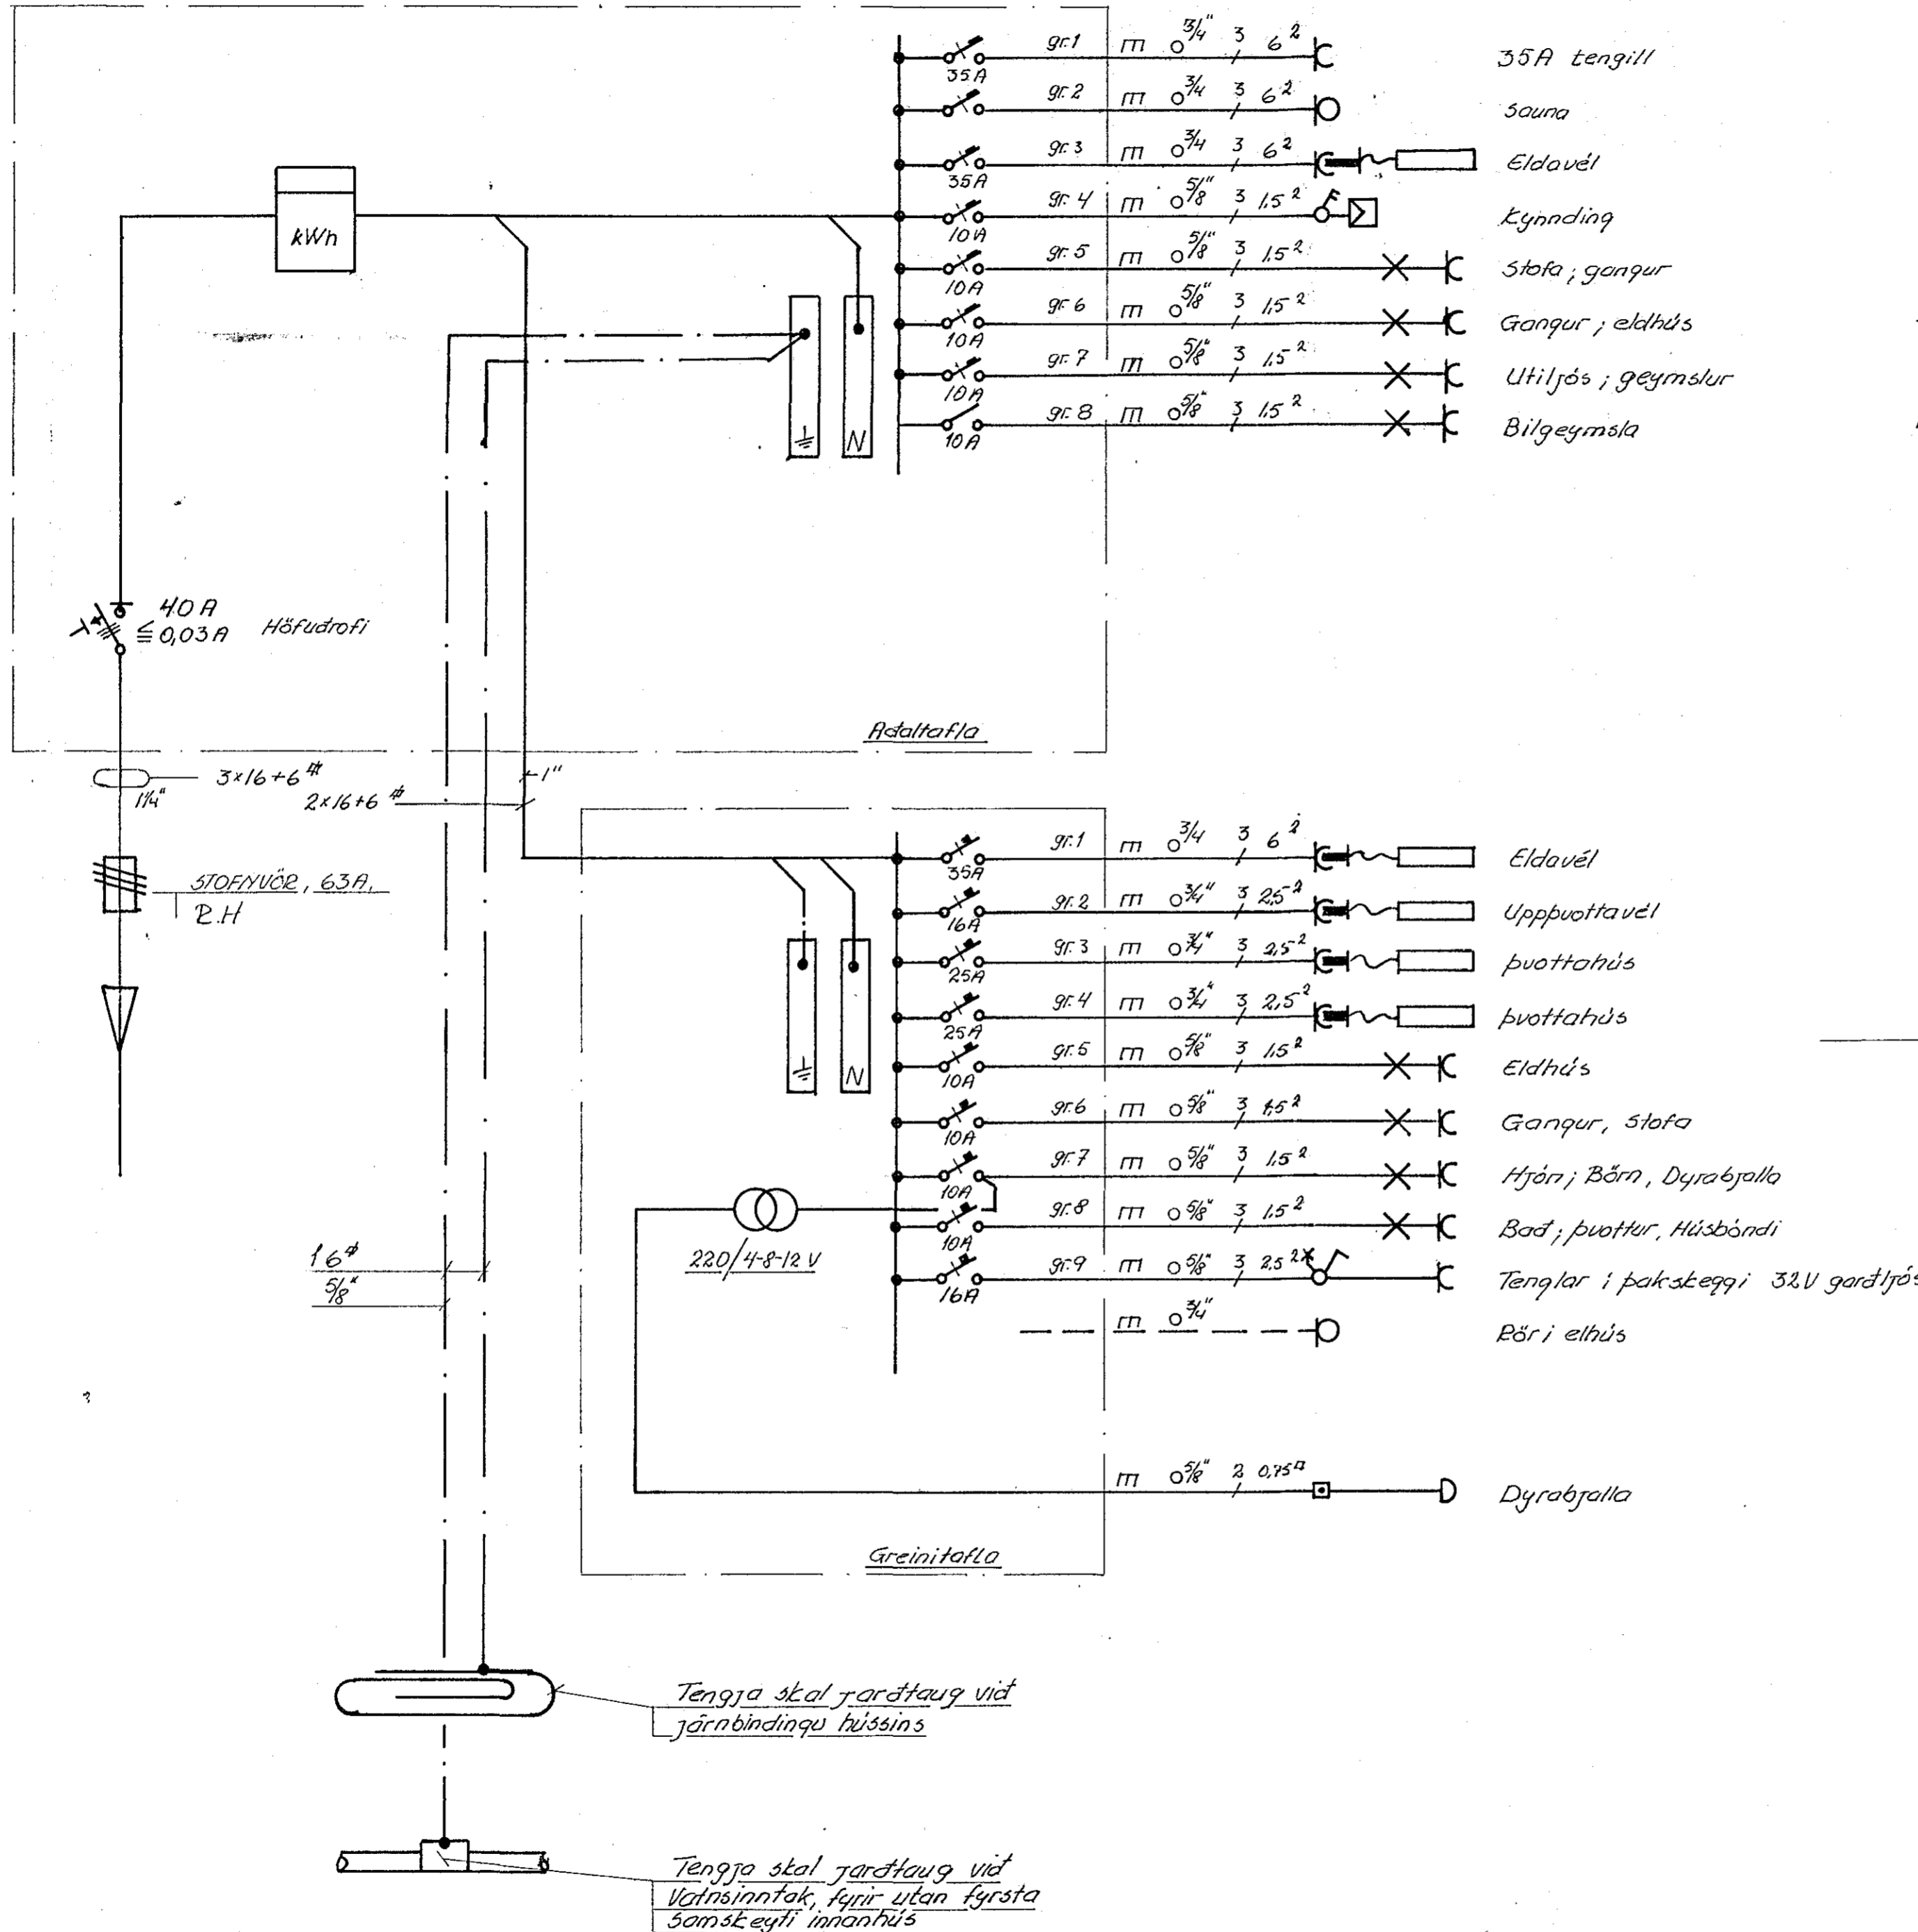 gr.1 m ○3/4" 3 6² 35A tengill
35A
gr.2 m ○3/4 3 6² Sauna
gr.3 m ○3/4 3 6² Eldavél
35A
gr.4 m ○5/8" 3 1,5² Kynnding
10A
gr.5 m ○5/8" 3 1,5² Stofa ; gangur
10A
gr.6 m ○5/8" 3 1,5² Gangur ; eldhús
10A
gr.7 m ○5/8" 3 1,5² Utiljós ; geymslur
10A
gr.8 m ○5/8" 3 1,5² Bilgeymsla
10A
kWh
N
40A
≦ 0,03A Höfudrofi
Adaltafla
3×16+6
1¼"
1"
2×16+6
STOFNVÖR, 63A.
R.H
gr.1 m ○3/4 3 6² Eldavél
35A
gr.2 m ○3/4" 3 2,5² Uppþvottavél
16A
gr.3 m ○3/4" 3 2,5² þvottahús
25A
gr.4 m ○3/4" 3 2,5² þvottahús
25A
gr.5 m ○5/8" 3 1,5² Eldhús
10A
gr.6 m ○5/8" 3 1,5² Gangur, Stofa
10A
gr.7 m ○5/8" 3 1,5² Hjón ; Börn, Dyrabjalla
10A
gr.8 m ○5/8" 3 1,5² Bað ; þvottur, Húsbóndi
10A
gr.9 m ○5/8" 3 2,5² Tenglar i þakskeggi 32V garðljós
16A
m ○3/4" Rör i elhús
N
220/4-8-12 V
1 6
5/8"
m ○5/8" 2 0,75 Dyrabjalla
Greinitafla
Tengja skal jarðtaug við
járnbindingu hússins
Tengja skal jarðtaug við
Vatnsinntak, fyrir utan fyrsta
samskeyti innanhús